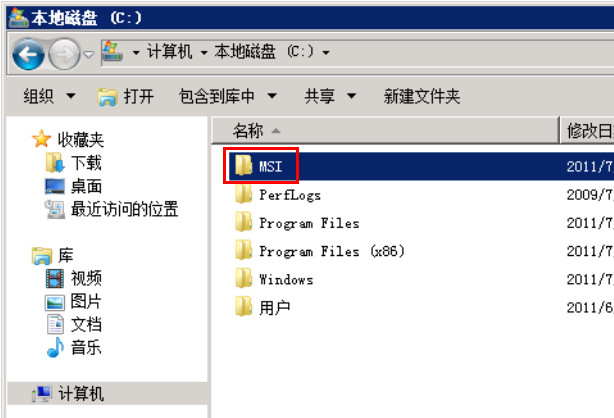 本地磁盘 (C:)
计算机 本地磁盘 (C:)
组织 打开 包含到库中 共享 新建文件夹
收藏夹
下载
桌面
最近访问的位置
库
视频
图片
文档
音乐
计算机
名称 修改日
MSI 2011/7
PerfLogs 2009/7
Program Files 2011/7
Program Files (x86) 2011/7
Windows 2011/7
用户 2011/6